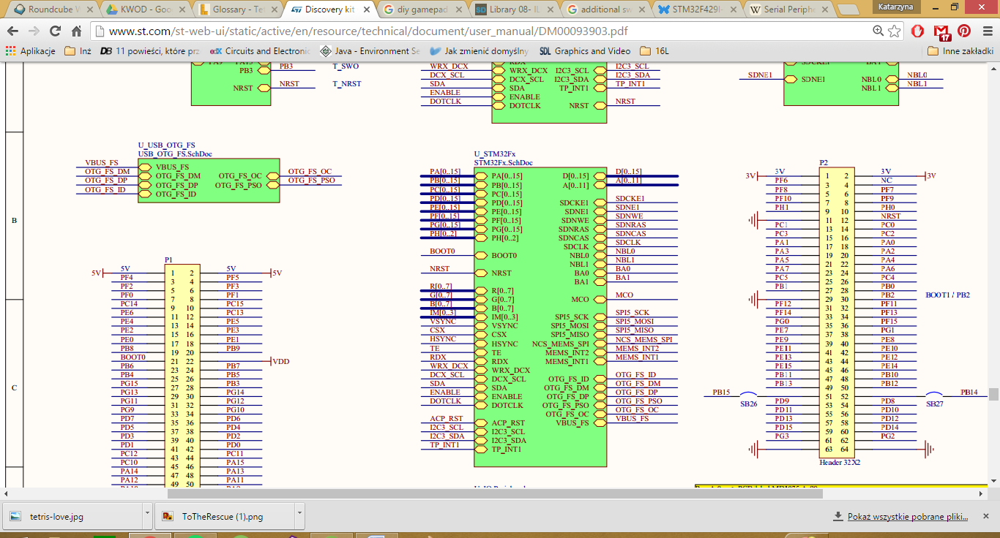 Roundcube W
KWOD - Goo
Glossary - Tet
Discovery kit
diy gamepad
Library 08- IL
additional sw
STM32F429I
Serial Periphe
Katarzyna
www.st.com/st-web-ui/static/active/en/resource/technical/document/user_manual/DM00093903.pdf
17
Aplikacje
Inż
11 powieści, które prz
Circuits and Electronic
Java - Environment Se
Jak zmienić domyślny
Graphics and Video
16L
Inne zakładki
PB3 PB3 T_SWO
NRST NRST T_NRST
WRX_DCX WRX_DCX I2C3_SCL I2C3_SCL
DCX_SCL DCX_SCL I2C3_SDA I2C3_SDA
SDA SDA TP_INT1 TP_INT1
ENABLE ENABLE
DOTCLK DOTCLK NRST NRST
SDNE1 SDNE1 NBL0 NBL0
NBL1 NBL1
B
C
U_USB_OTG_FS
USB_OTG_FS.SchDoc
VBUS_FS VBUS_FS
OTG_FS_DM OTG_FS_DM OTG_FS_OC OTG_FS_OC
OTG_FS_DP OTG_FS_DP OTG_FS_PSO OTG_FS_PSO
OTG_FS_ID OTG_FS_ID
P1
5V 5V 1 2 5V 5V
PF4 3 4 PF5
PF2 5 6 PF3
PF0 7 8 PF1
PC14 9 10 PC15
PE6 11 12 PC13
PE4 13 14 PE5
PE2 15 16 PE3
PE0 17 18 PE1
PB8 19 20 PB9
BOOT0 21 22 VDD
PB6 23 24 PB7
PB4 25 26 PB5
PG15 27 28 PB3
PG13 29 30 PG14
PG11 31 32 PG12
PG9 33 34 PG10
PD7 35 36 PD6
PD5 37 38 PD4
PD3 39 40 PD2
PD1 41 42 PD0
PC12 43 44 PC11
PC10 45 46 PA15
PA14 47 48 PA13
PA12 49 50 PA11
U_STM32Fx
STM32Fx.SchDoc
PA[0..15] PA[0..15] D[0..15] D[0..15]
PB[0..15] PB[0..15] A[0..11] A[0..11]
PC[0..15] PC[0..15]
PD[0..15] PD[0..15] SDCKE1 SDCKE1
PE[0..15] PE[0..15] SDNE1 SDNE1
PF[0..15] PF[0..15] SDNWE SDNWE
PG[0..15] PG[0..15] SDNRAS SDNRAS
PH[0..2] PH[0..2] SDNCAS SDNCAS
SDCLK SDCLK
BOOT0 BOOT0 NBL0 NBL0
NBL1 NBL1
NRST NRST BA0 BA0
BA1 BA1
R[0..7] R[0..7]
G[0..7] G[0..7] MCO MCO
B[0..7] B[0..7]
IM[0..3] IM[0..3] SPI5_SCK SPI5_SCK
VSYNC VSYNC SPI5_MOSI SPI5_MOSI
CSX CSX SPI5_MISO SPI5_MISO
HSYNC HSYNC NCS_MEMS_SPI NCS_MEMS_SPI
TE TE MEMS_INT2 MEMS_INT2
RDX RDX MEMS_INT1 MEMS_INT1
WRX_DCX WRX_DCX
DCX_SCL DCX_SCL OTG_FS_ID OTG_FS_ID
SDA SDA OTG_FS_DM OTG_FS_DM
ENABLE ENABLE OTG_FS_DP OTG_FS_DP
DOTCLK DOTCLK OTG_FS_PSO OTG_FS_PSO
OTG_FS_OC OTG_FS_OC
ACP_RST ACP_RST VBUS_FS VBUS_FS
I2C3_SCL I2C3_SCL
I2C3_SDA I2C3_SDA
TP_INT1 TP_INT1
P2
3V 3V 1 2 3V 3V
PF6 3 4 NC
PF8 5 6 PF7
PF10 7 8 PF9
PH1 9 10 PH0
11 12 NRST
PC1 13 14 PC0
PC3 15 16 PC2
PA1 17 18 PA0
PA3 19 20 PA2
PA5 21 22 PA4
PA7 23 24 PA6
PC5 25 26 PC4
PB1 27 28 PB0
29 30 PB2 BOOT1 / PB2
PF12 31 32 PF11
PF14 33 34 PF13
PG0 35 36 PF15
PE7 37 38 PG1
PE9 39 40 PE8
PE11 41 42 PE10
PE13 43 44 PE12
PE15 45 46 PE14
PB11 47 48 PB10
PB13 49 50 PB12
PB15 SB26 51 52 SB27 PB14
PD9 53 54 PD8
PD11 55 56 PD10
PD13 57 58 PD12
PD15 59 60 PD14
PG3 61 62 PG2
63 64
Header 32X2
tetris-love.jpg
ToTheRescue (1).png
Pokaż wszystkie pobrane pliki...